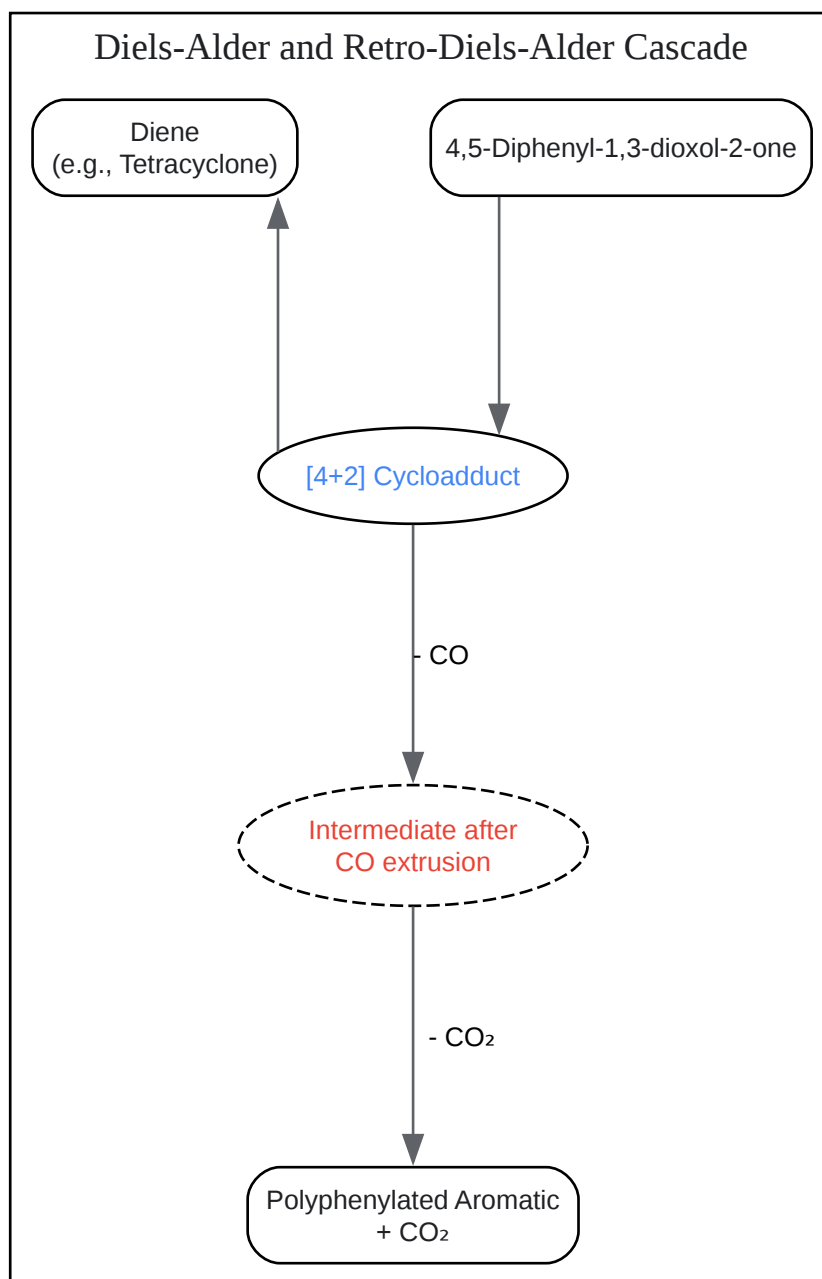 Diels-Alder and Retro-Diels-Alder Cascade
Diene
(e.g., Tetracyclone)
4,5-Diphenyl-1,3-dioxol-2-one
[4+2] Cycloadduct
- CO
Intermediate after
CO extrusion
- CO₂
Polyphenylated Aromatic
+ CO₂